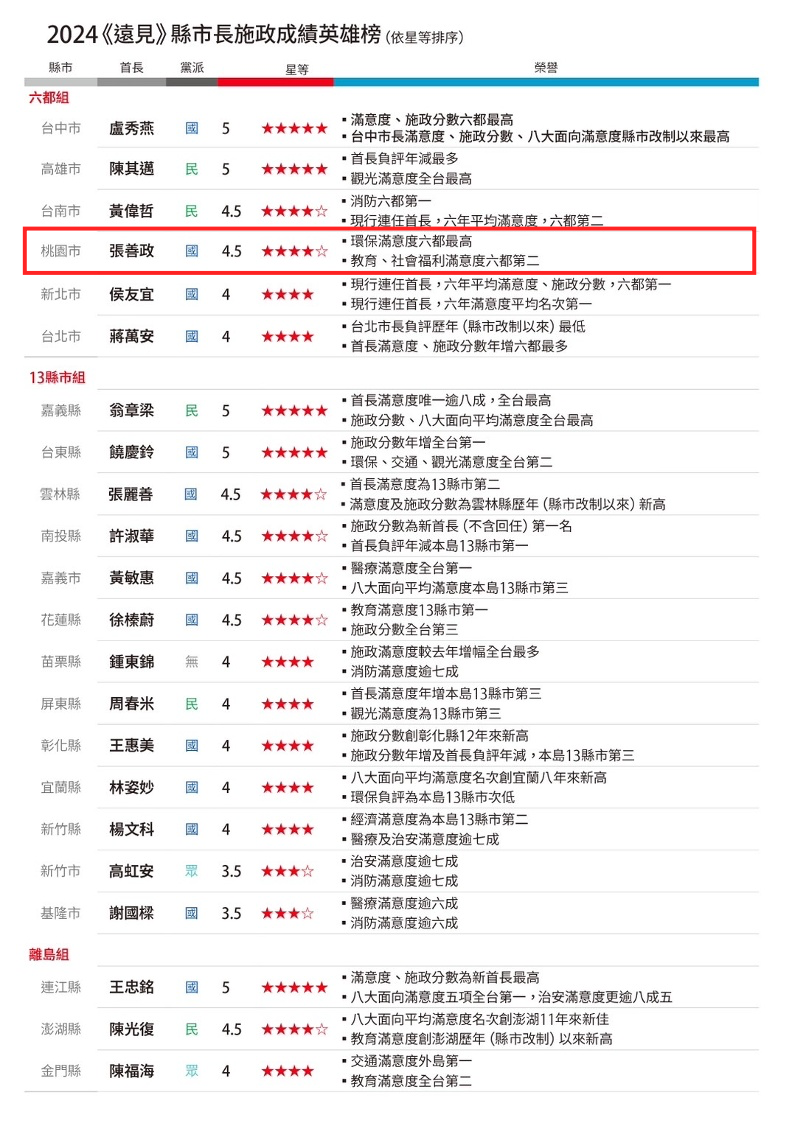 2024《遠見》縣市長施政成績英雄榜(依星等排序)
縣市 首長 黨派 星等 榮譽
六都組
台中市 盧秀燕 國 5 ★★★★★ ▪滿意度、施政分數六都最高
▪台中市長滿意度、施政分數、八大面向滿意度縣市改制以來最高
高雄市 陳其邁 民 5 ★★★★★ ▪首長負評年減最多
▪觀光滿意度全台最高
台南市 黃偉哲 民 4.5 ★★★★☆ ▪消防六都第一
▪現行連任首長，六年平均滿意度，六都第二
桃園市 張善政 國 4.5 ★★★★☆ ▪環保滿意度六都最高
▪教育、社會福利滿意度六都第二
新北市 侯友宜 國 4 ★★★★ ▪現行連任首長，六年平均滿意度、施政分數，六都第一
▪現行連任首長，六年滿意度平均名次第一
台北市 蔣萬安 國 4 ★★★★ ▪台北市長負評歷年（縣市改制以來）最低
▪首長滿意度、施政分數年增六都最多
13縣市組
嘉義縣 翁章梁 民 5 ★★★★★ ▪首長滿意度唯一逾八成，全台最高
▪施政分數、八大面向平均滿意度全台最高
台東縣 饒慶鈴 國 5 ★★★★★ ▪施政分數年增全台第一
▪環保、交通、觀光滿意度全台第二
雲林縣 張麗善 國 4.5 ★★★★☆ ▪首長滿意度為13縣市第二
▪滿意度及施政分數為雲林縣歷年（縣市改制以來）新高
南投縣 許淑華 國 4.5 ★★★★☆ ▪施政分數為新首長（不含回任）第一名
▪首長負評年減本島13縣市第一
嘉義市 黃敏惠 國 4.5 ★★★★☆ ▪醫療滿意度全台第一
▪八大面向平均滿意度本島13縣市第三
花蓮縣 徐榛蔚 國 4.5 ★★★★☆ ▪教育滿意度13縣市第一
▪施政分數全台第三
苗栗縣 鍾東錦 無 4 ★★★★ ▪施政滿意度較去年增幅全台最多
▪消防滿意度逾七成
屏東縣 周春米 民 4 ★★★★ ▪首長滿意度年增本島13縣市第三
▪觀光滿意度為13縣市第三
彰化縣 王惠美 國 4 ★★★★ ▪施政分數創彰化縣12年來新高
▪施政分數年增及首長負評年減，本島13縣市第三
宜蘭縣 林姿妙 國 4 ★★★★ ▪八大面向平均滿意度名次創宜蘭八年來新高
▪環保負評為本島13縣市次低
新竹縣 楊文科 國 4 ★★★★ ▪經濟滿意度為本島13縣市第二
▪醫療及治安滿意度逾七成
新竹市 高虹安 眾 3.5 ★★★☆ ▪治安滿意度逾七成
▪消防滿意度逾七成
基隆市 謝國樑 國 3.5 ★★★☆ ▪醫療滿意度逾六成
▪消防滿意度逾六成
離島組
連江縣 王忠銘 國 5 ★★★★★ ▪滿意度、施政分數為新首長最高
▪八大面向滿意度五項全台第一，治安滿意度更逾八成五
澎湖縣 陳光復 民 4.5 ★★★★☆ ▪八大面向平均滿意度名次創澎湖11年來新佳
▪教育滿意度創澎湖歷年（縣市改制）以來新高
金門縣 陳福海 眾 4 ★★★★ ▪交通滿意度外島第一
▪教育滿意度全台第二